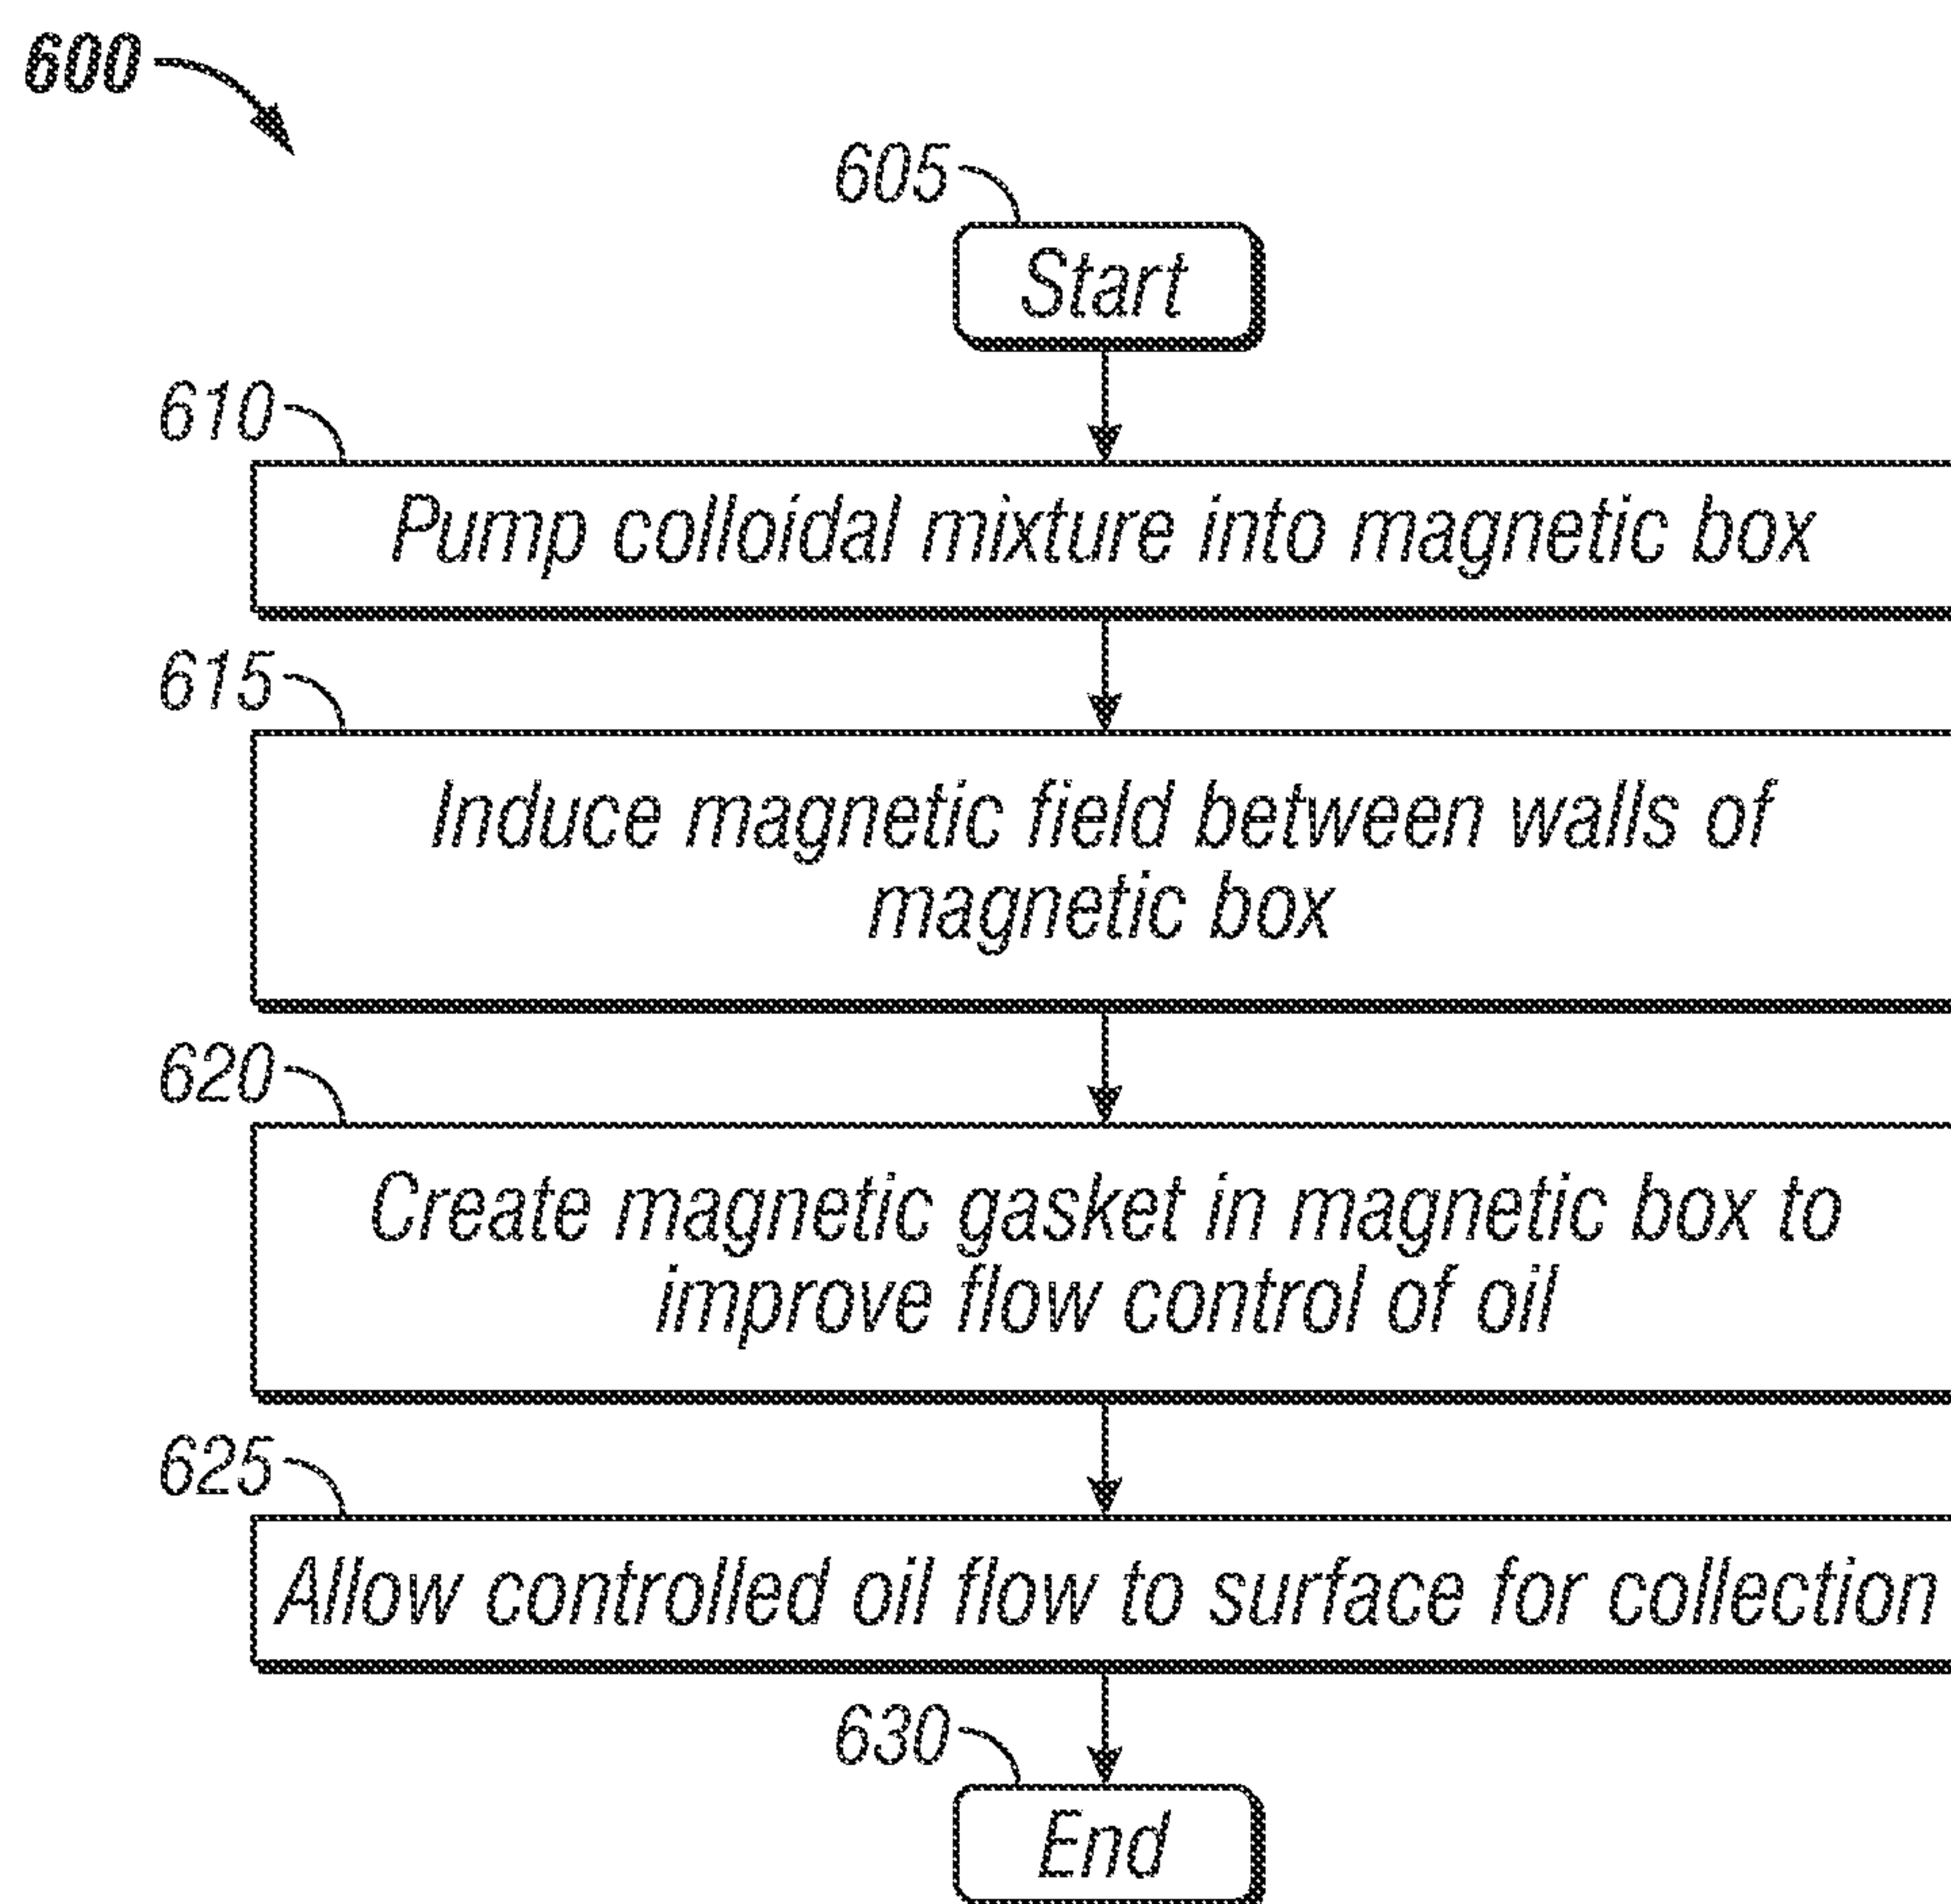 600
605
Start
610
Pump colloidal mixture into magnetic box
615
Induce magnetic field between walls of
magnetic box
620
Create magnetic gasket in magnetic box to
improve flow control of oil
625
Allow controlled oil flow to surface for collection
630
End